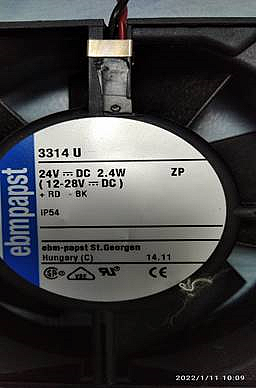 3314 U
24V ⎓ DC 2.4W ZP
(12-28V ⎓ DC)
+ RD - BK
IP54
ebmpapst
ebm-papst St.Georgen
Hungary (C) 14.11
2022/1/11 10:09